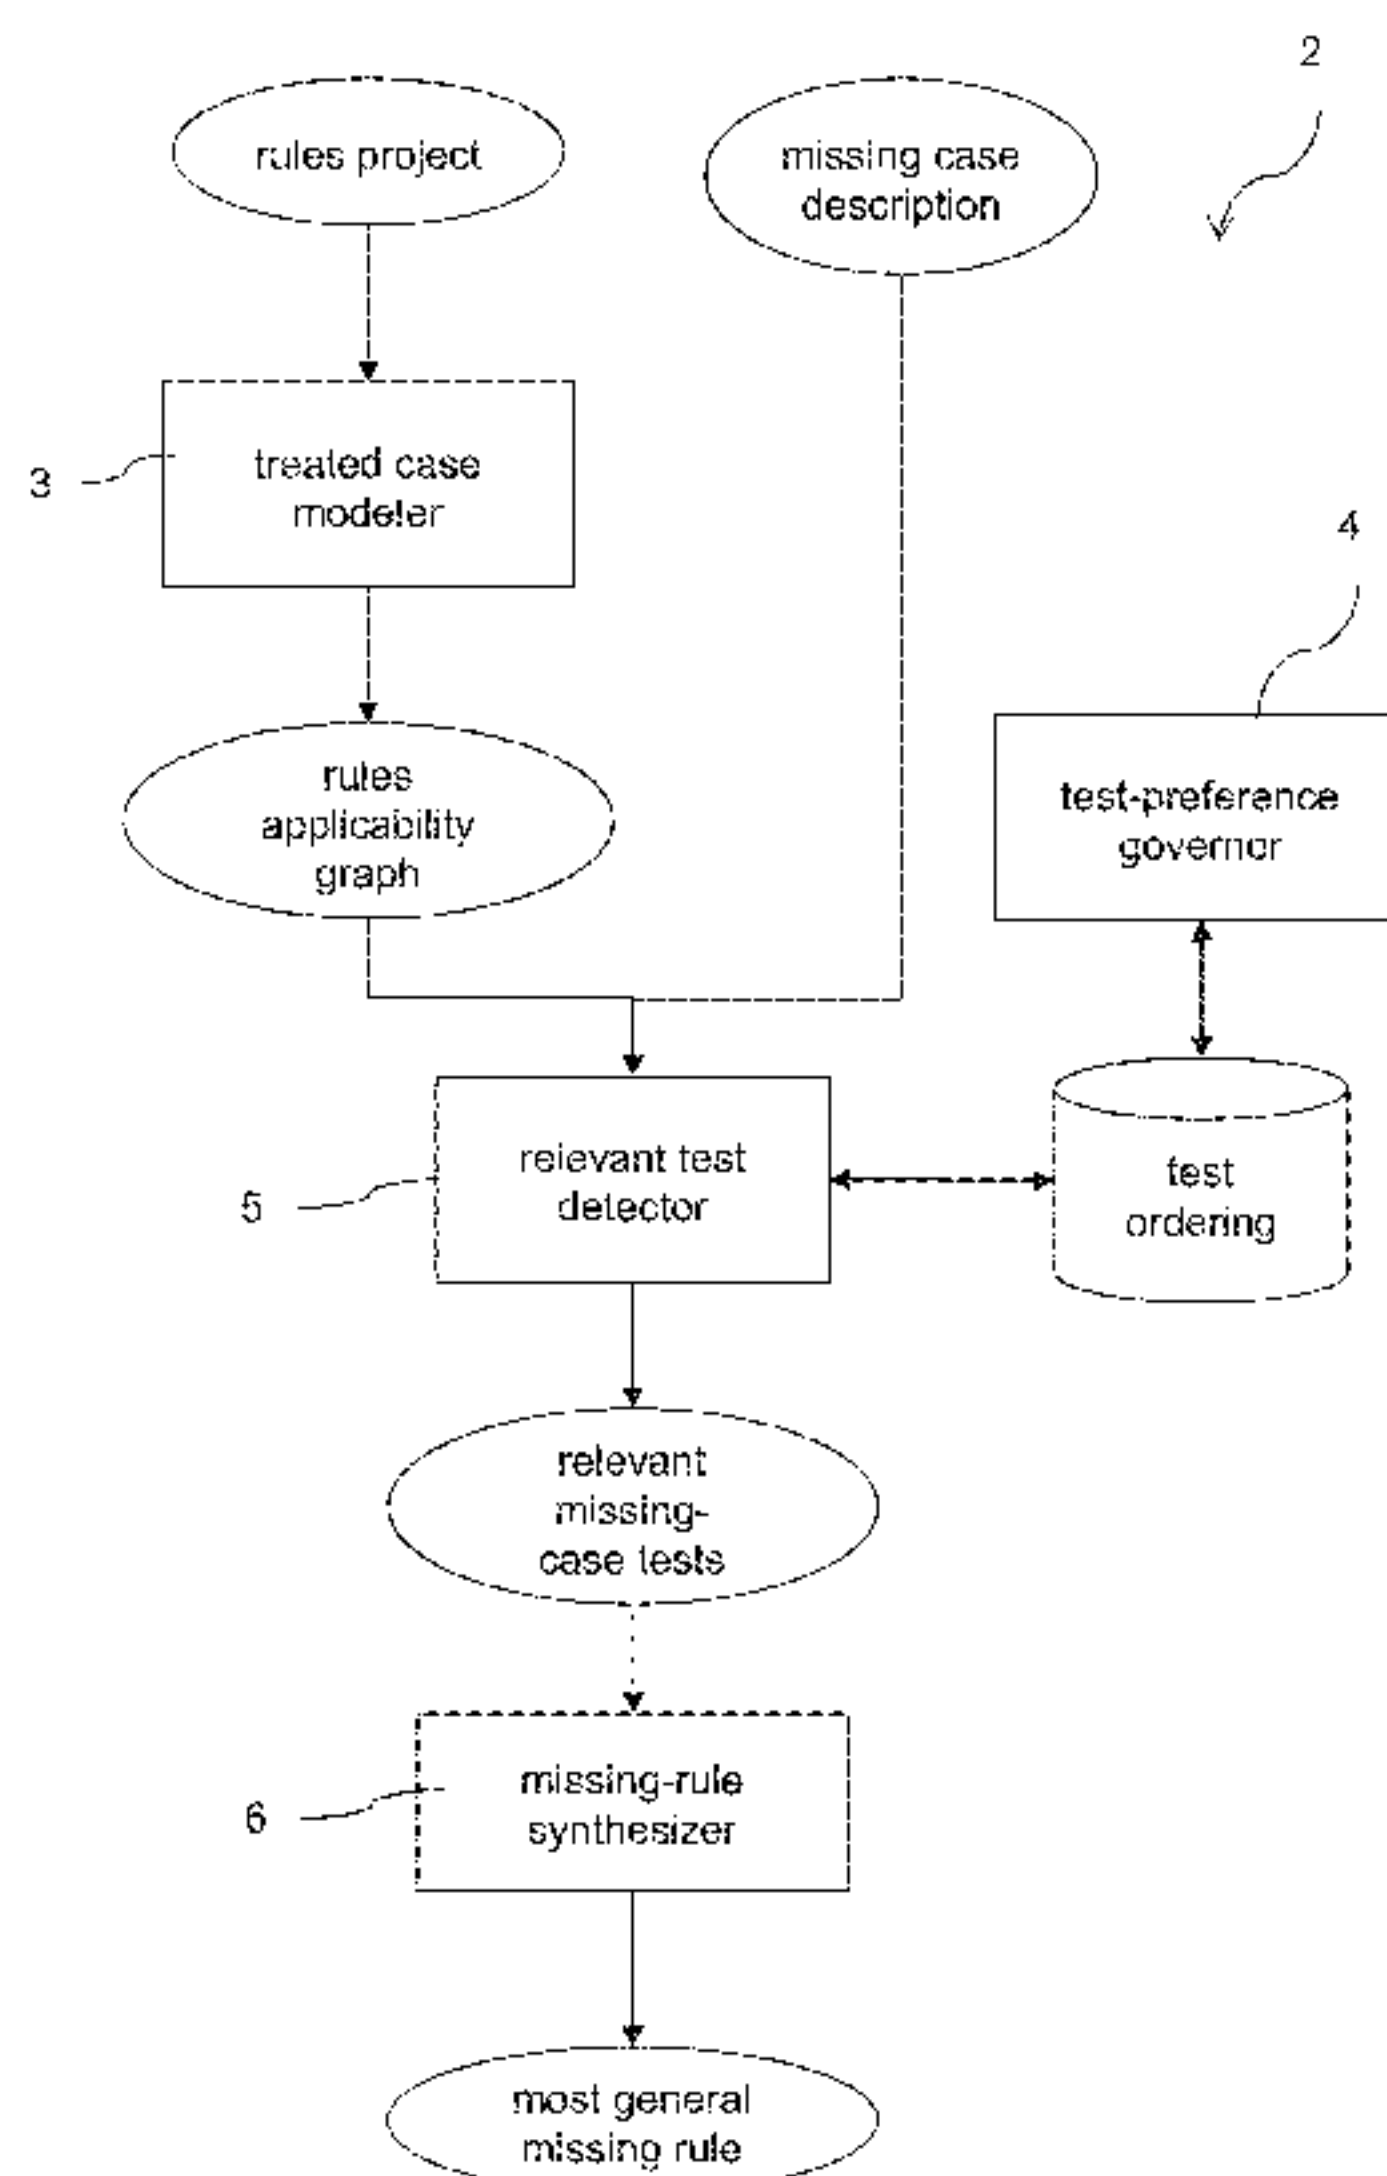 2
rules project
missing case
description
3
treated case
modeler
4
rules
applicability
graph
test-preference
governor
5
relevant test
detector
test
ordering
relevant
missing-
case tests
6
missing-rule
synthesizer
most general
missing rule